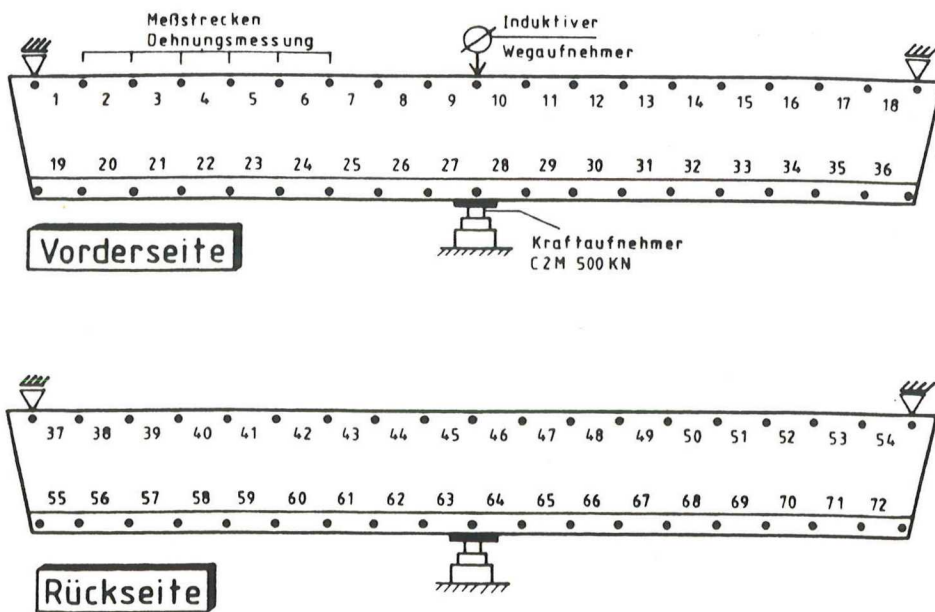 Meßstrecken
Dehnungsmessung
Induktiver
Wegaufnehmer
1 2 3 4 5 6 7 8 9 10 11 12 13 14 15 16 17 18
19 20 21 22 23 24 25 26 27 28 29 30 31 32 33 34 35 36
Vorderseite
Kraftaufnehmer
C2M 500 KN
37 38 39 40 41 42 43 44 45 46 47 48 49 50 51 52 53 54
55 56 57 58 59 60 61 62 63 64 65 66 67 68 69 70 71 72
Rückseite